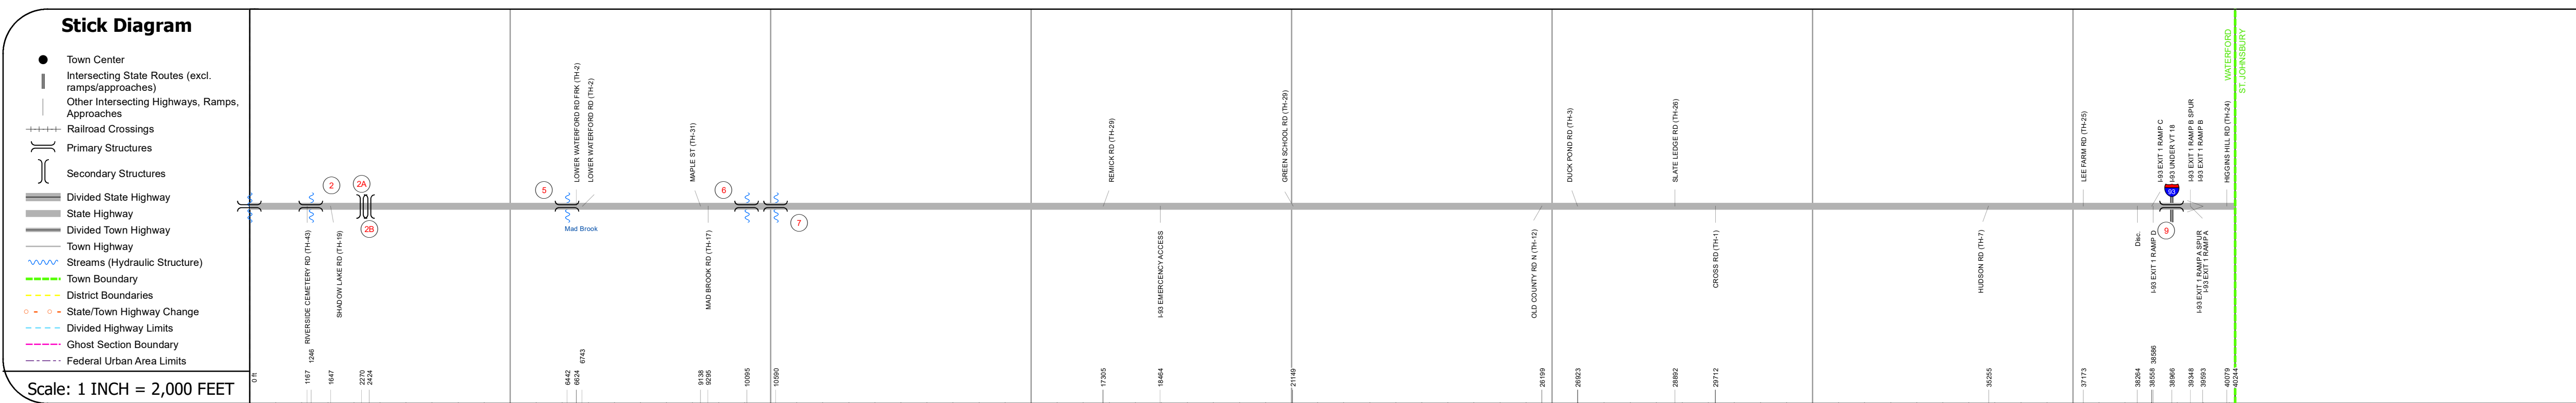 Stick Diagram
Town Center
Intersecting State Routes (excl.
ramps/approaches)
Other Intersecting Highways, Ramps,
Approaches
Railroad Crossings
Primary Structures
Secondary Structures
Divided State Highway
State Highway
Divided Town Highway
Town Highway
Streams (Hydraulic Structure)
Town Boundary
District Boundaries
State/Town Highway Change
Divided Highway Limits
Ghost Section Boundary
Federal Urban Area Limits
Scale: 1 INCH = 2,000 FEET
LOWER WATERFORD RD FRK (TH-2)
LOWER WATERFORD RD (TH-2)
MAPLE ST (TH-31)
REMICK RD (TH-29)
GREEN SCHOOL RD (TH-29)
DUCK POND RD (TH-3)
SLATE LEDGE RD (TH-26)
LEE FARM RD (TH-25)
I-93 EXIT 1 RAMP C
I-93 UNDER VT 18
I-93 EXIT 1 RAMP B SPUR
I-93 EXIT 1 RAMP B
HIGGINS HILL RD (TH-24)
WATERFORD
ST. JOHNSBURY
2
2A
2B
5
6
7
93
9
Mad Brook
RIVERSIDE CEMETERY RD (TH-43)
SHADOW LAKE RD (TH-19)
MAD BROOK RD (TH-17)
I-93 EMERCENCY ACCESS
OLD COUNTY RD N (TH-12)
CROSS RD (TH-1)
HUDSON RD (TH-7)
Disc.
I-93 EXIT 1 RAMP D
I-93 EXIT 1 RAMP A SPUR
I-93 EXIT 1 RAMP A
0 ft
1167
1246
1647
2270
2424
6442
6624
6743
9138
9295
10095
10590
17305
18464
21149
26199
26923
28892
29712
35255
37173
38264
38558
38586
38966
39348
39593
40079
40244